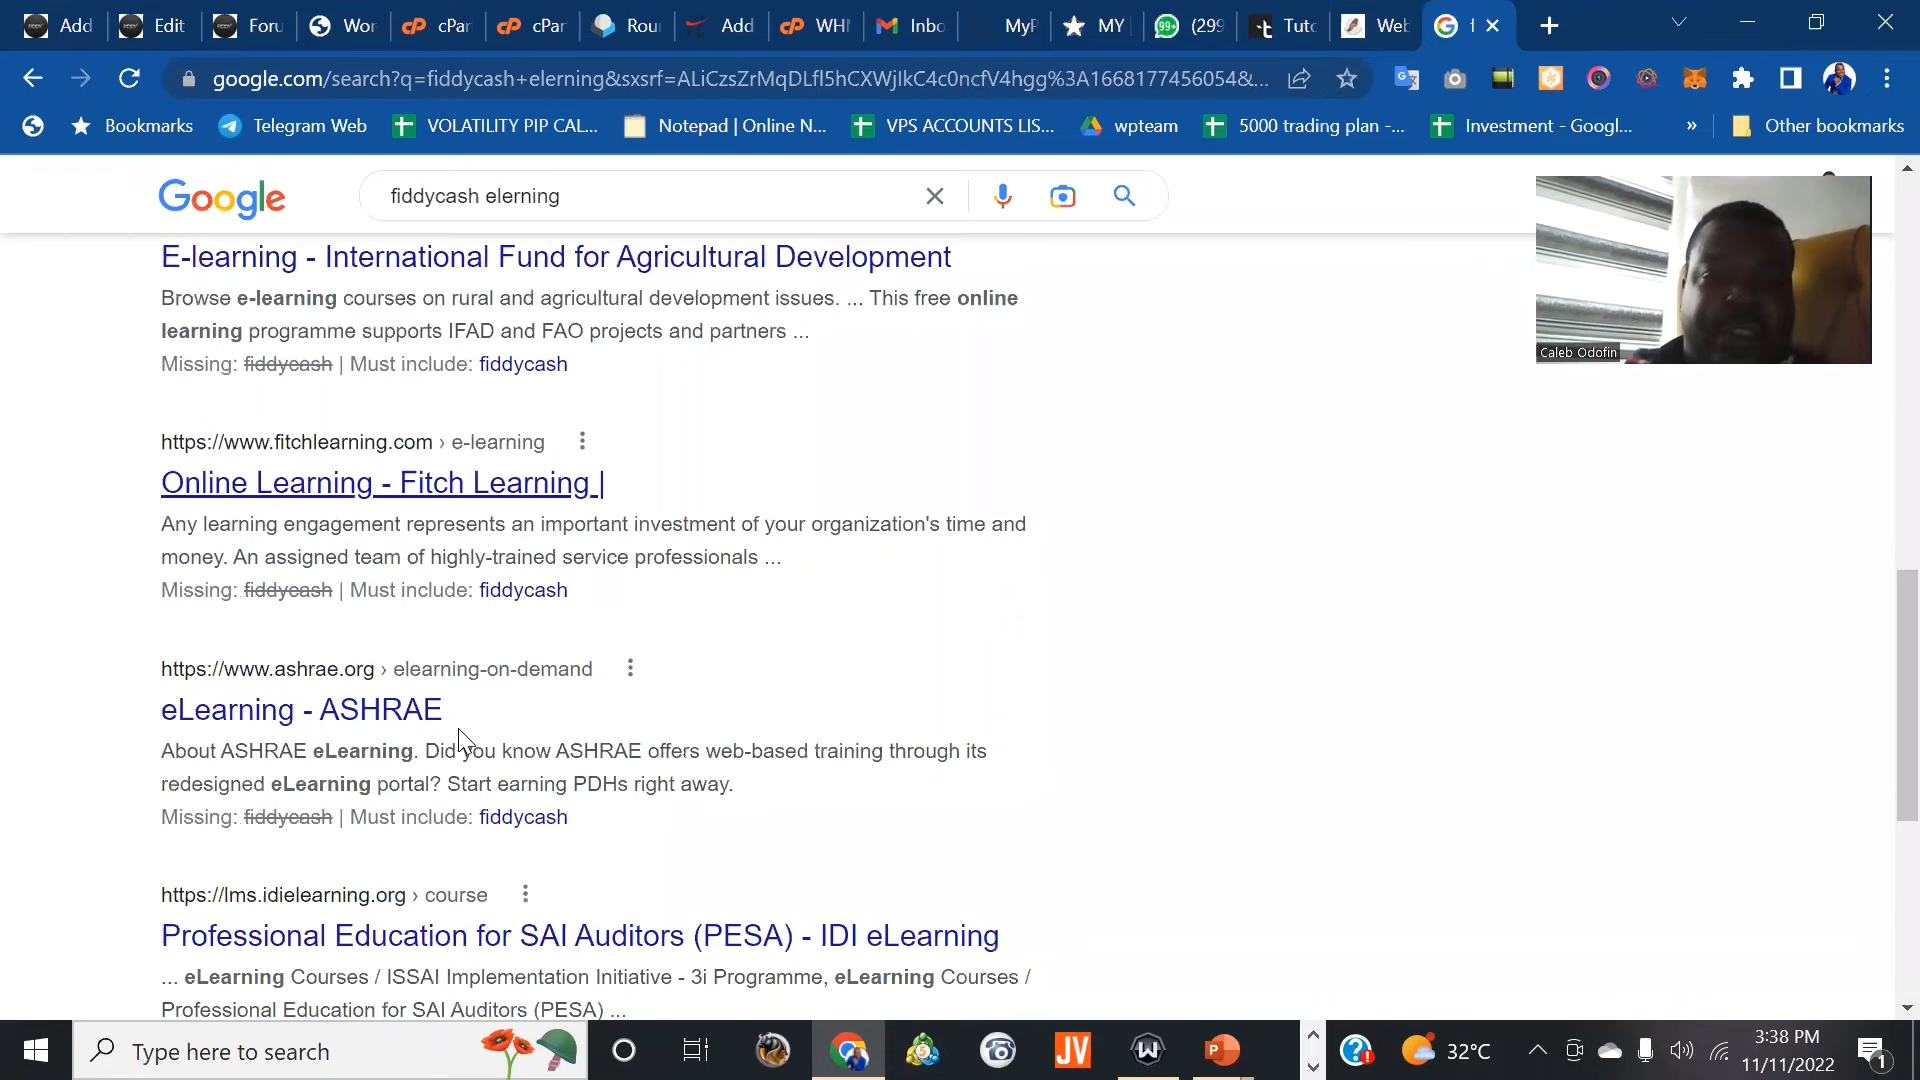 Add
Edit
Foru
Wor
cPar
cPar
Rour
Add
WHI
Inbo
MyP
MY
(299
Tuto
Web
google.com/search?q=fiddycash+elerning&sxsrf=ALiCzsZrMqDLfl5hCXWjIkC4c0ncfV4hgg%3A1668177456054&...
Bookmarks
Telegram Web
VOLATILITY PIP CAL...
Notepad | Online N...
VPS ACCOUNTS LIS...
wpteam
5000 trading plan -...
Investment - Googl...
»
Other bookmarks
Google
fiddycash elerning
E-learning - International Fund for Agricultural Development
Browse e-learning courses on rural and agricultural development issues. ... This free online
learning programme supports IFAD and FAO projects and partners ...
Missing: fiddycash | Must include: fiddycash
Caleb Odofin
https://www.fitchlearning.com › e-learning
Online Learning - Fitch Learning |
Any learning engagement represents an important investment of your organization's time and
money. An assigned team of highly-trained service professionals ...
Missing: fiddycash | Must include: fiddycash
https://www.ashrae.org › elearning-on-demand
eLearning - ASHRAE
About ASHRAE eLearning. Did you know ASHRAE offers web-based training through its
redesigned eLearning portal? Start earning PDHs right away.
Missing: fiddycash | Must include: fiddycash
https://lms.idielearning.org › course
Professional Education for SAI Auditors (PESA) - IDI eLearning
... eLearning Courses / ISSAI Implementation Initiative - 3i Programme, eLearning Courses /
Professional Education for SAI Auditors (PESA) ...
Type here to search
JV
32°C
3:38 PM
11/11/2022
1